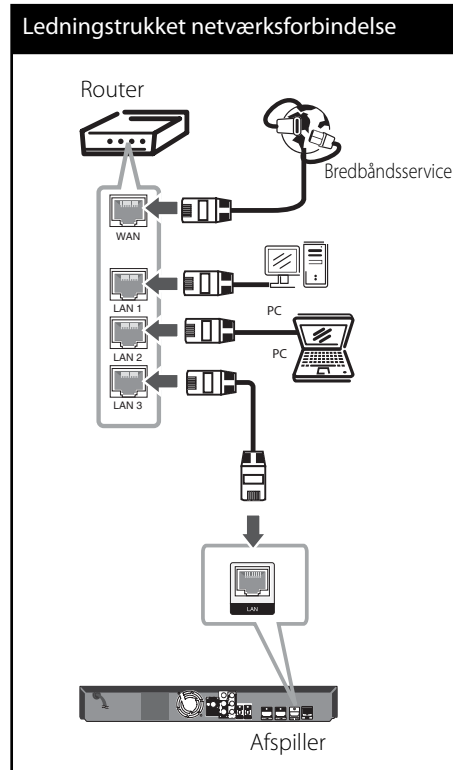 Ledningstrukket netværksforbindelse
Router
Bredbåndsservice
WAN
LAN 1
PC
LAN 2
PC
LAN 3
LAN
Afspiller